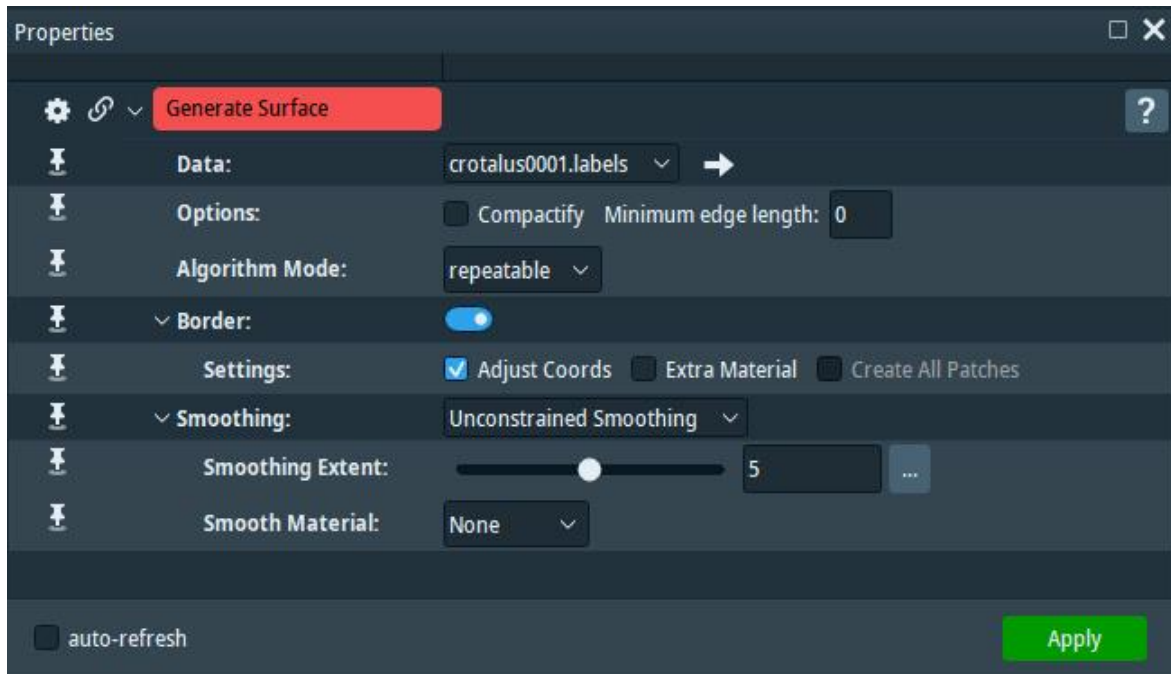 Properties
Generate Surface ?
Data: crotalus0001.labels
Options: Compactify Minimum edge length: 0
Algorithm Mode: repeatable
Border:
Settings: Adjust Coords Extra Material Create All Patches
Smoothing: Unconstrained Smoothing
Smoothing Extent: 5 ...
Smooth Material: None
auto-refresh Apply